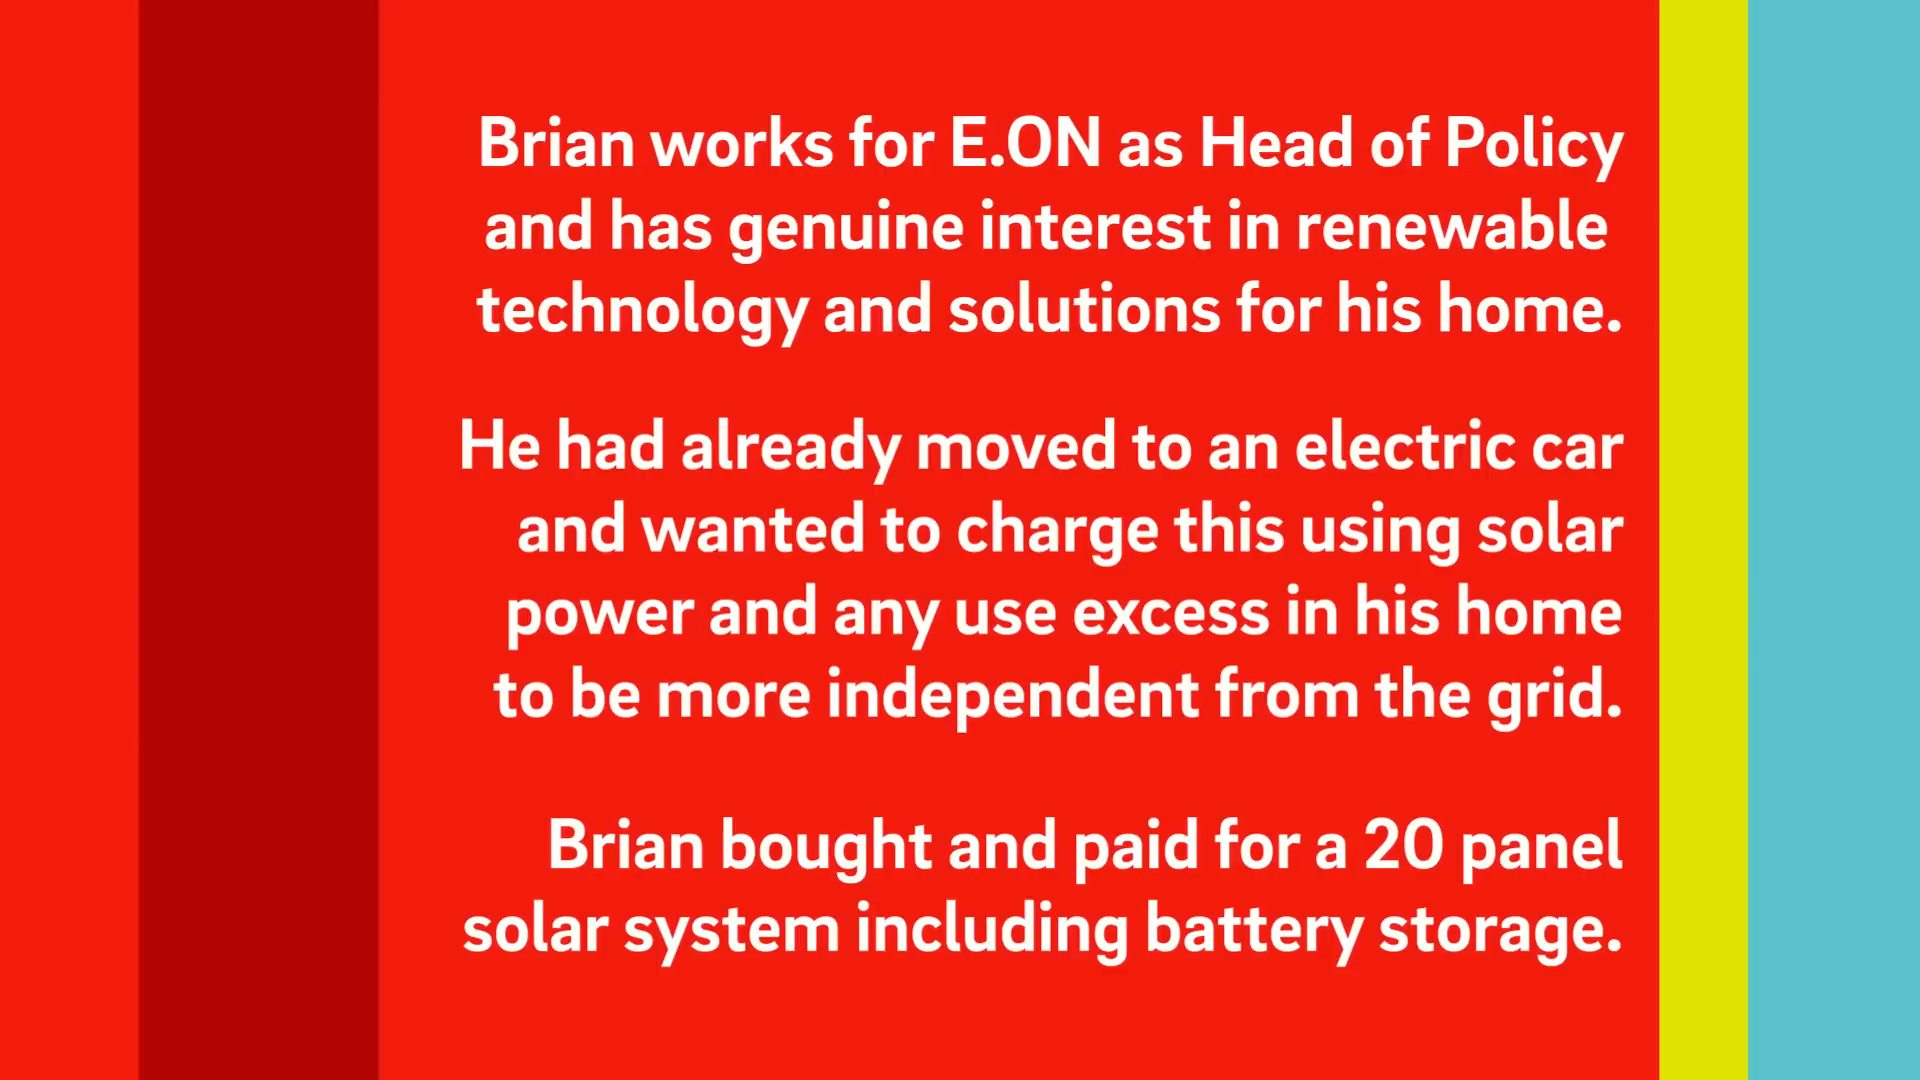 Brian works for E.ON as Head of Policy
and has genuine interest in renewable
technology and solutions for his home.
He had already moved to an electric car
and wanted to charge this using solar
power and any use excess in his home
to be more independent from the grid.
Brian bought and paid for a 20 panel
solar system including battery storage.